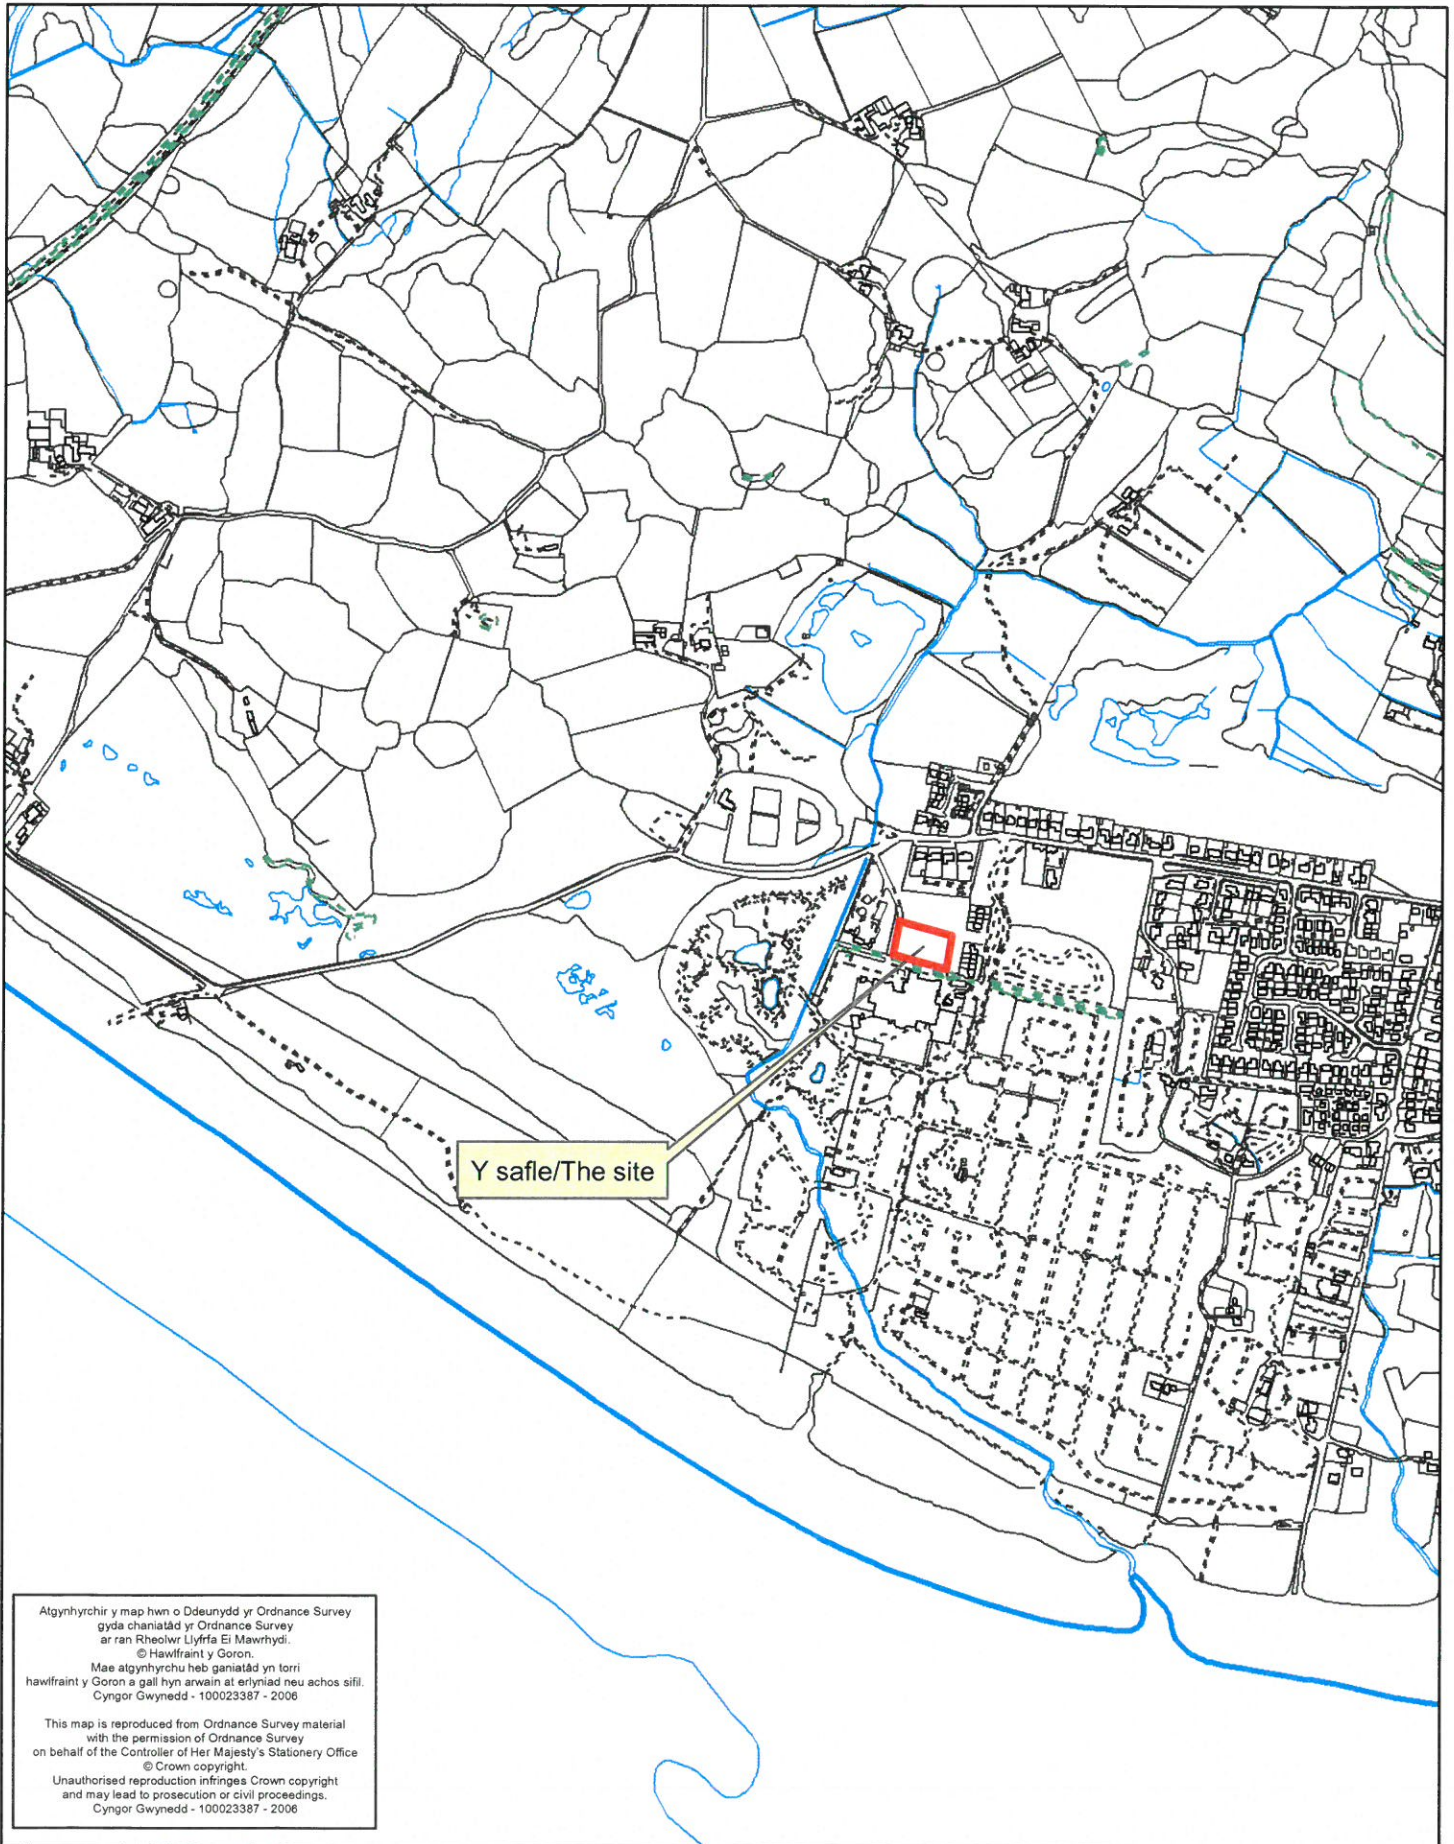 Y safle/The site
Atgynhyrchir y map hwn o Ddeunydd yr Ordnance Survey
gyda chaniatâd yr Ordnance Survey
ar ran Rheolwr Llyfrfa Ei Mawrhydi.
© Hawlfraint y Goron.
Mae atgynhyrchu heb ganiatâd yn torri
hawlfraint y Goron a gall hyn arwain at erlyniad neu achos sifil.
Cyngor Gwynedd - 100023387 - 2006
This map is reproduced from Ordnance Survey material
with the permission of Ordnance Survey
on behalf of the Controller of Her Majesty's Stationery Office
© Crown copyright.
Unauthorised reproduction infringes Crown copyright
and may lead to prosecution or civil proceedings.
Cyngor Gwynedd - 100023387 - 2006